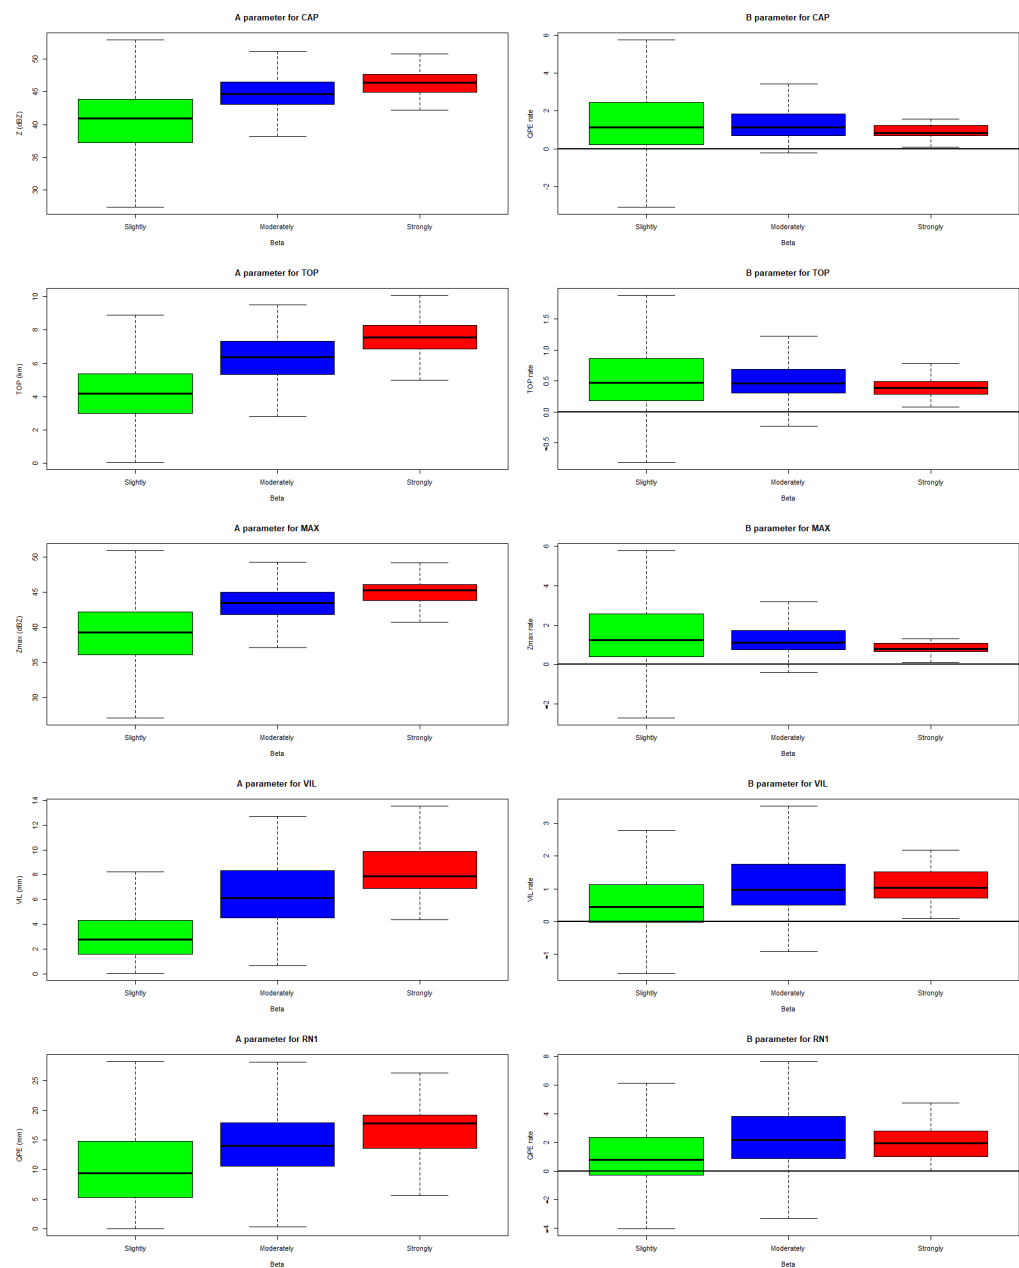 A parameter for CAP
Z (dBZ)
50
45
40
35
30
Slightly Moderately Strongly
Beta
B parameter for CAP
QPE rate
6
4
2
0
-2
Slightly Moderately Strongly
Beta
A parameter for TOP
TOP (km)
10
8
6
4
2
0
Slightly Moderately Strongly
Beta
B parameter for TOP
TOP rate
1.5
1.0
0.5
0.0
-0.5
Slightly Moderately Strongly
Beta
A parameter for MAX
Zmax (dBZ)
50
45
40
35
30
Slightly Moderately Strongly
Beta
B parameter for MAX
Zmax rate
6
4
2
0
-2
Slightly Moderately Strongly
Beta
A parameter for VIL
VIL (mm)
14
12
10
8
6
4
2
0
Slightly Moderately Strongly
Beta
B parameter for VIL
VIL rate
3
2
1
0
-1
Slightly Moderately Strongly
Beta
A parameter for RN1
QPE (mm)
25
20
15
10
5
0
Slightly Moderately Strongly
Beta
B parameter for RN1
QPE rate
8
6
4
2
0
-2
-4
Slightly Moderately Strongly
Beta